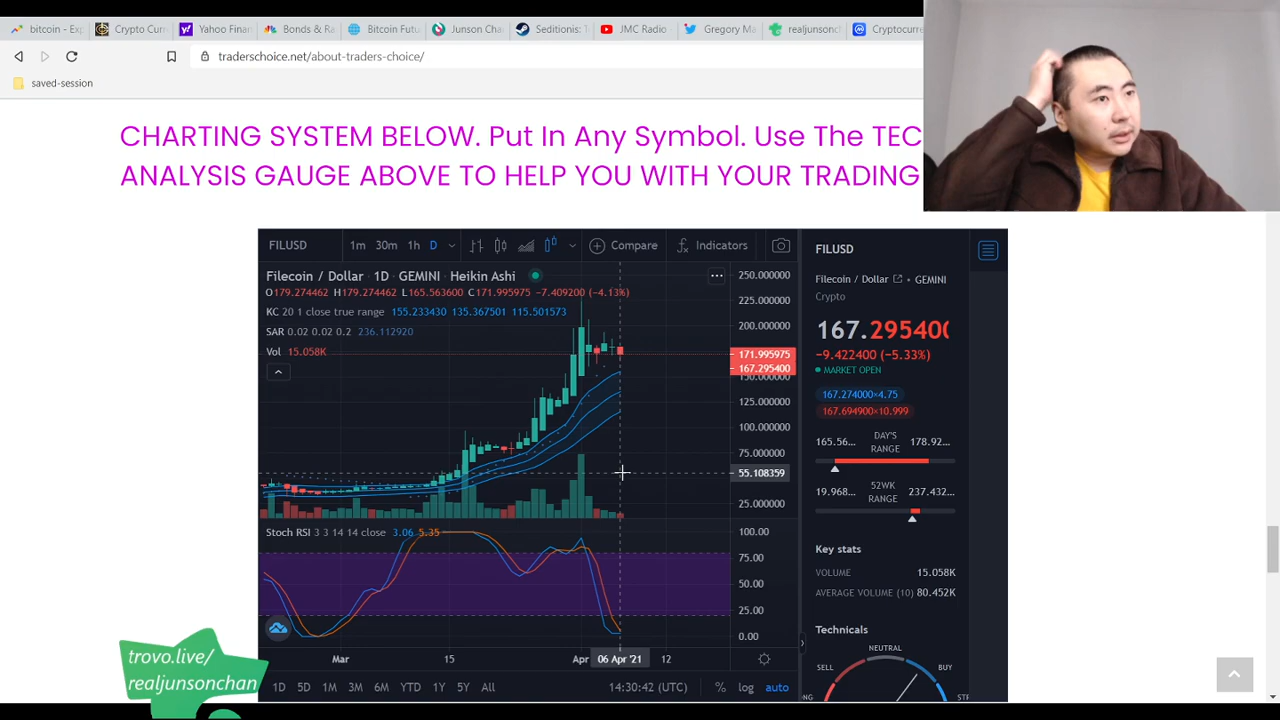 bitcoin - Exp
Crypto Curr
Yahoo Finan
Bonds & Ra
Bitcoin Futu
Junson Chan
Seditionis: T
JMC Radio
Gregory Ma
realjunsonc
Cryptocurre
traderschoice.net/about-traders-choice/
saved-session
CHARTING SYSTEM BELOW. Put In Any Symbol. Use The TEC
ANALYSIS GAUGE ABOVE TO HELP YOU WITH YOUR TRADING
FILUSD 1m 30m 1h D Compare Indicators
Filecoin / Dollar · 1D · GEMINI · Heikin Ashi
O179.274462 H179.274462 L165.563600 C171.995975 -7.409200 (-4.13%)
KC 20 1 close true range 155.233430 135.367501 115.501573
SAR 0.02 0.02 0.2 236.112920
Vol 15.058K
250.000000
225.000000
200.000000
171.995975
167.295400
150.000000
125.000000
100.000000
75.000000
55.108359
25.000000
Stoch RSI 3 3 14 14 close 3.06 5.35
100.00
75.00
50.00
25.00
0.00
Mar 15 Apr 06 Apr '21 12
1D 5D 1M 3M 6M YTD 1Y 5Y All 14:30:42 (UTC) % log auto
FILUSD
Filecoin / Dollar • GEMINI
Crypto
167.295400
-9.422400 (-5.33%)
MARKET OPEN
167.274000×4.75
167.694900×10.999
165.56... DAY'S RANGE 178.92...
19.968... 52WK RANGE 237.432...
Key stats
VOLUME 15.058K
AVERAGE VOLUME (10) 80.452K
Technicals
NEUTRAL
SELL BUY
trovo.live/
realjunsonchan